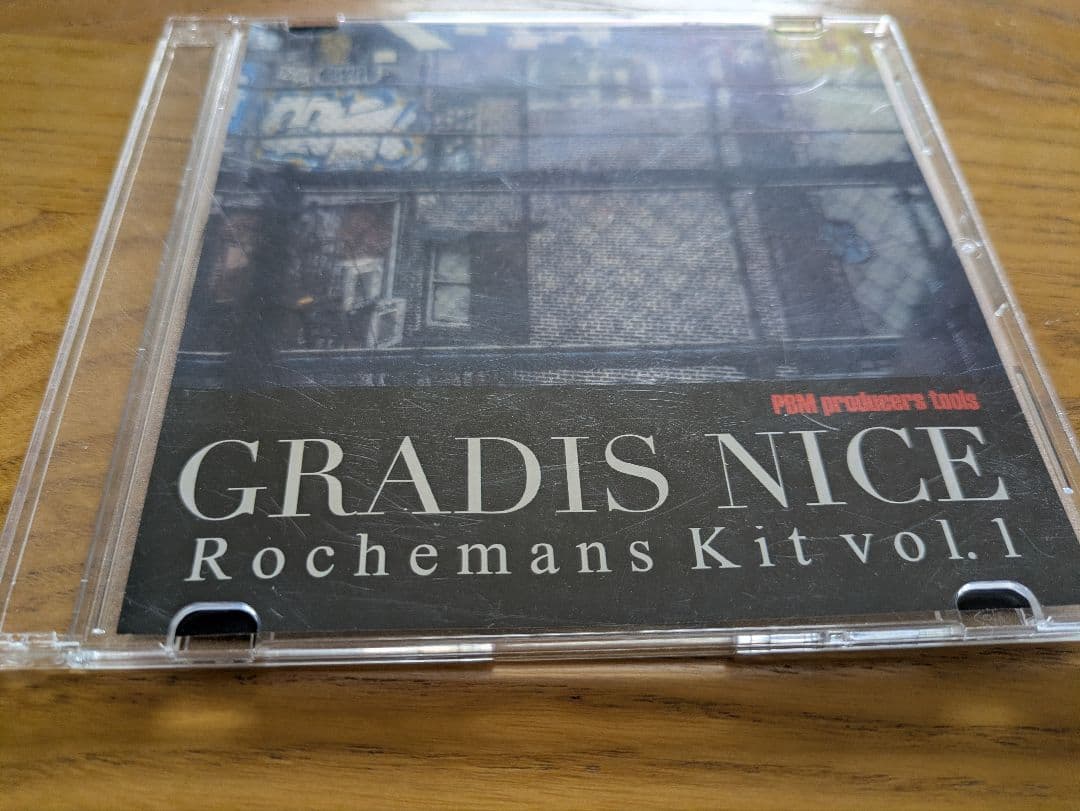 PBM producers tools
GRADIS NICE
Rochemans Kit vol. 1